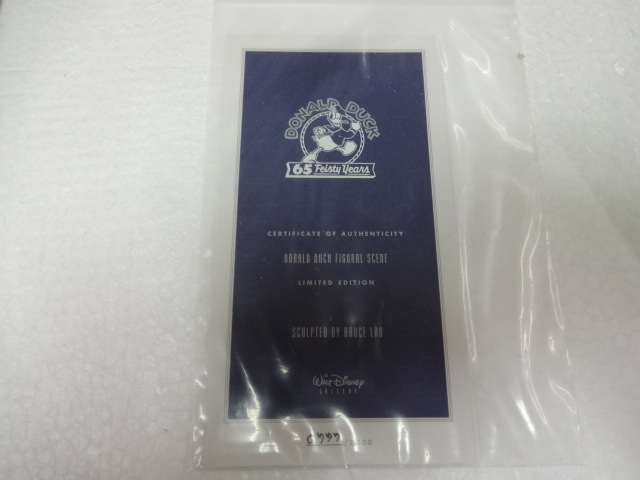 DONALD DUCK
65 Feisty Years
CERTIFICATE OF AUTHENTICITY
DONALD DUCK FIGURAL SCENE
LIMITED EDITION
SCULPTED BY BRUCE LAU
WALT DISNEY
GALLERY